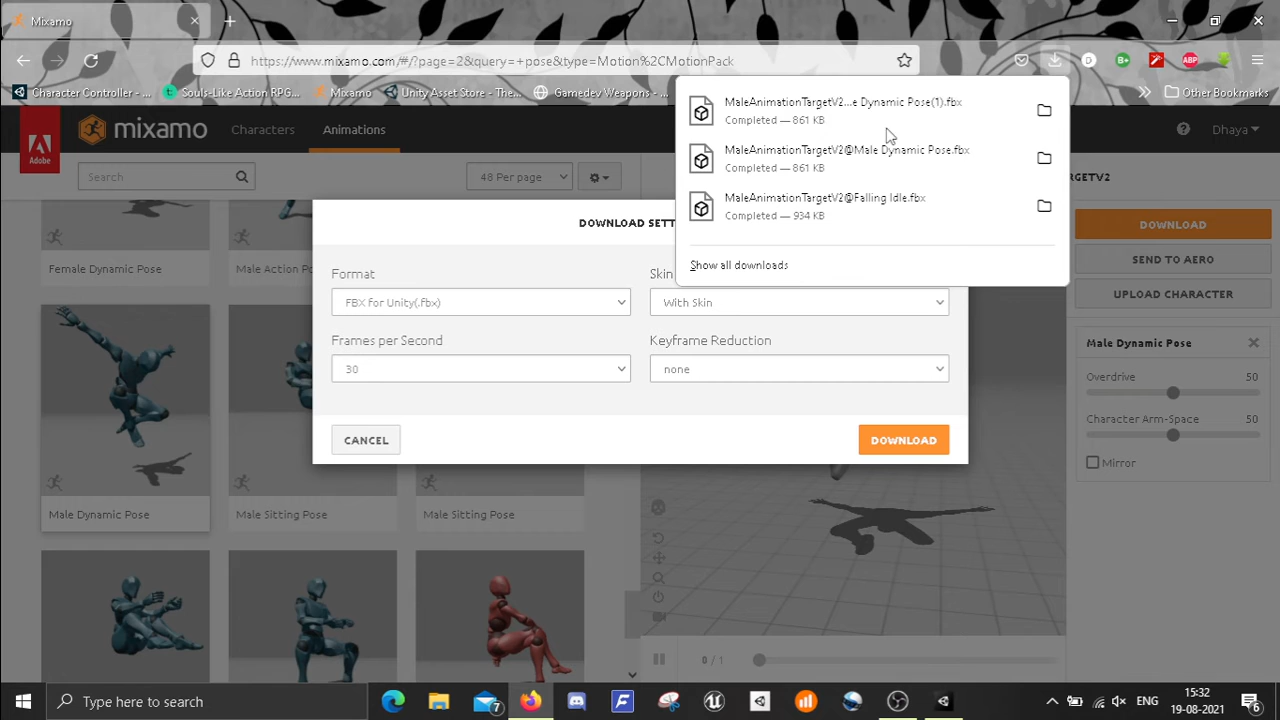 Mixamo
https://www.mixamo.com/#/?page=2&query=+pose&type=Motion%2CMotionPack
Character Controller - ...
Souls-Like Action RPG...
Mixamo
Unity Asset Store - The...
Gamedev Weapons - ...
Other Bookmarks
MaleAnimationTargetV2...e Dynamic Pose(1).fbx
Completed — 861 KB
MaleAnimationTargetV2@Male Dynamic Pose.fbx
Completed — 861 KB
MaleAnimationTargetV2@Falling Idle.fbx
Completed — 934 KB
Show all downloads
Adobe
mixamo
Characters
Animations
Dhaya
Search
48 Per page
RGETV2
DOWNLOAD
SEND TO AERO
UPLOAD CHARACTER
DOWNLOAD SETT
Format
Skin
FBX for Unity(.fbx)
With Skin
Frames per Second
Keyframe Reduction
30
none
CANCEL
DOWNLOAD
Male Dynamic Pose
Overdrive
50
Character Arm-Space
50
Mirror
Female Dynamic Pose
Male Action Po
Male Dynamic Pose
Male Sitting Pose
Male Sitting Pose
0 / 1
Type here to search
7
ENG
15:32
19-08-2021
6